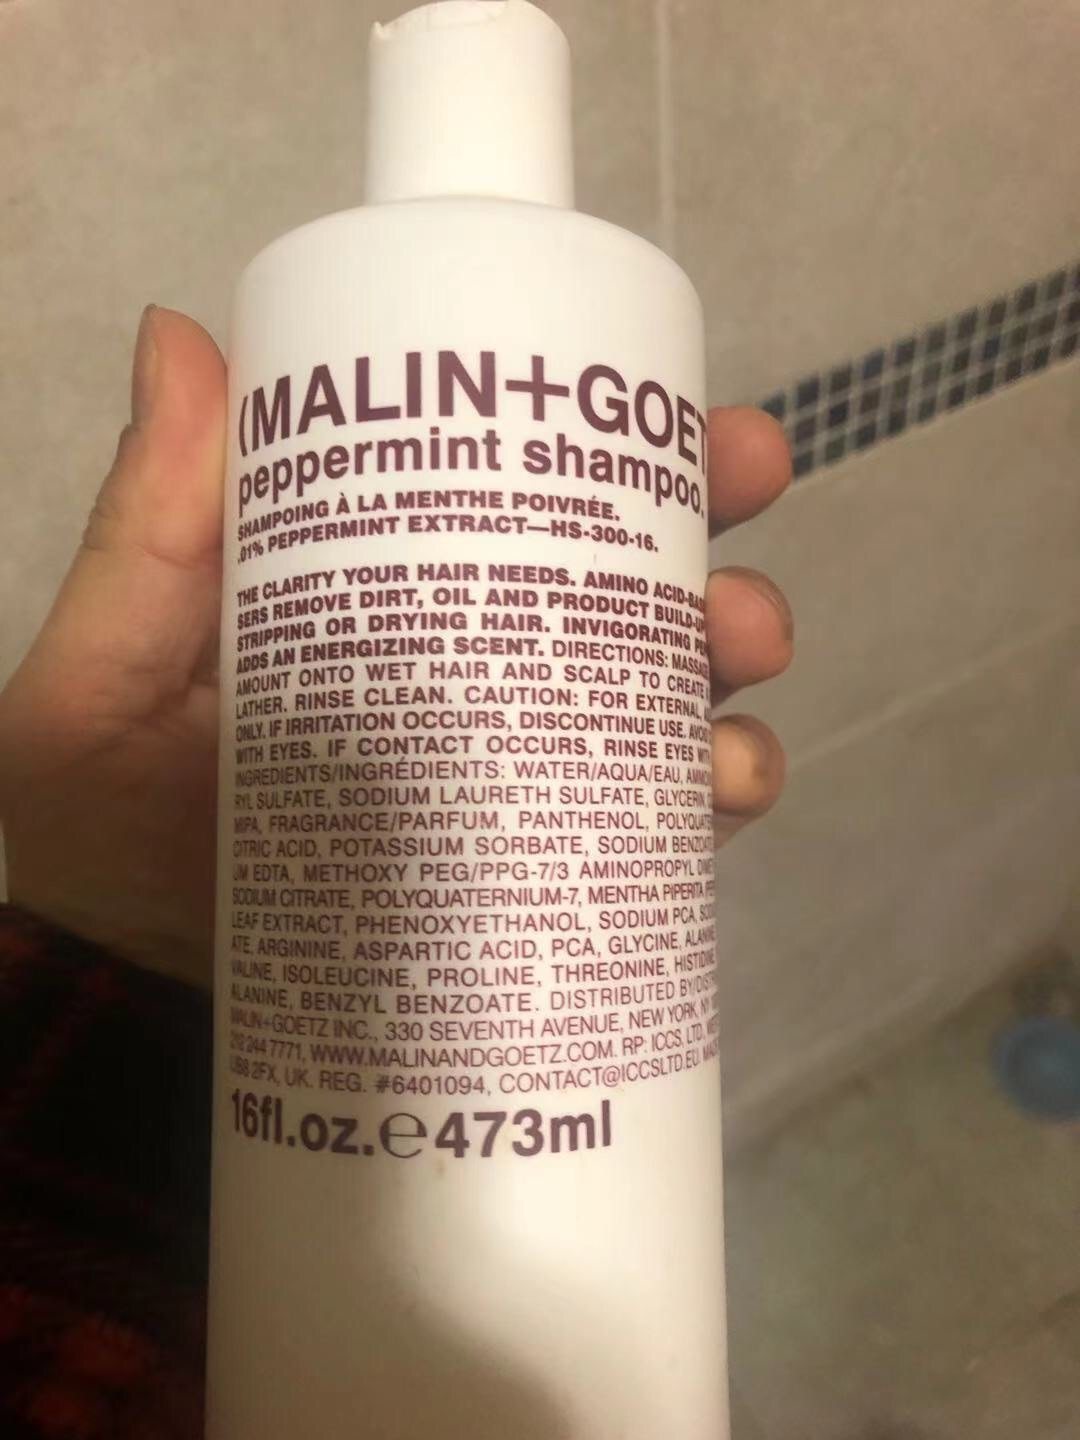 (MALIN+GOET
peppermint shampoo.
SHAMPOING À LA MENTHE POIVRÉE.
.01% PEPPERMINT EXTRACT—HS-300-16.
THE CLARITY YOUR HAIR NEEDS. AMINO ACID-BA
SERS REMOVE DIRT, OIL AND PRODUCT BUILD-UP
STRIPPING OR DRYING HAIR. INVIGORATING
ADDS AN ENERGIZING SCENT. DIRECTIONS: MASSAGE
AMOUNT ONTO WET HAIR AND SCALP TO CREATE
LATHER. RINSE CLEAN. CAUTION: FOR EXTERNAL
ONLY. IF IRRITATION OCCURS, DISCONTINUE USE. AVOID
WITH EYES. IF CONTACT OCCURS, RINSE EYES
INGREDIENTS/INGRÉDIENTS: WATER/AQUA/EAU,
RYL SULFATE, SODIUM LAURETH SULFATE, GLYCERIN,
MIPA, FRAGRANCE/PARFUM, PANTHENOL,
CITRIC ACID, POTASSIUM SORBATE, SODIUM
UM EDTA, METHOXY PEG/PPG-7/3 AMINOPROPYL
SODIUM CITRATE, POLYQUATERNIUM-7, MENTHA PIPERITA
LEAF EXTRACT, PHENOXYETHANOL, SODIUM PCA,
ATE, ARGININE, ASPARTIC ACID, PCA, GLYCINE,
VALINE, ISOLEUCINE, PROLINE, THREONINE,
ALANINE, BENZYL BENZOATE. DISTRIBUTED BY
MALIN+GOETZ INC., 330 SEVENTH AVENUE, NEW YORK, NY
212 244 7771, WWW.MALINANDGOETZ.COM. RP: ICCS, LTD,
UB8 2FX, UK. REG. #6401094, CONTACT@ICCSLTD.EU
16fl.oz.℮473ml